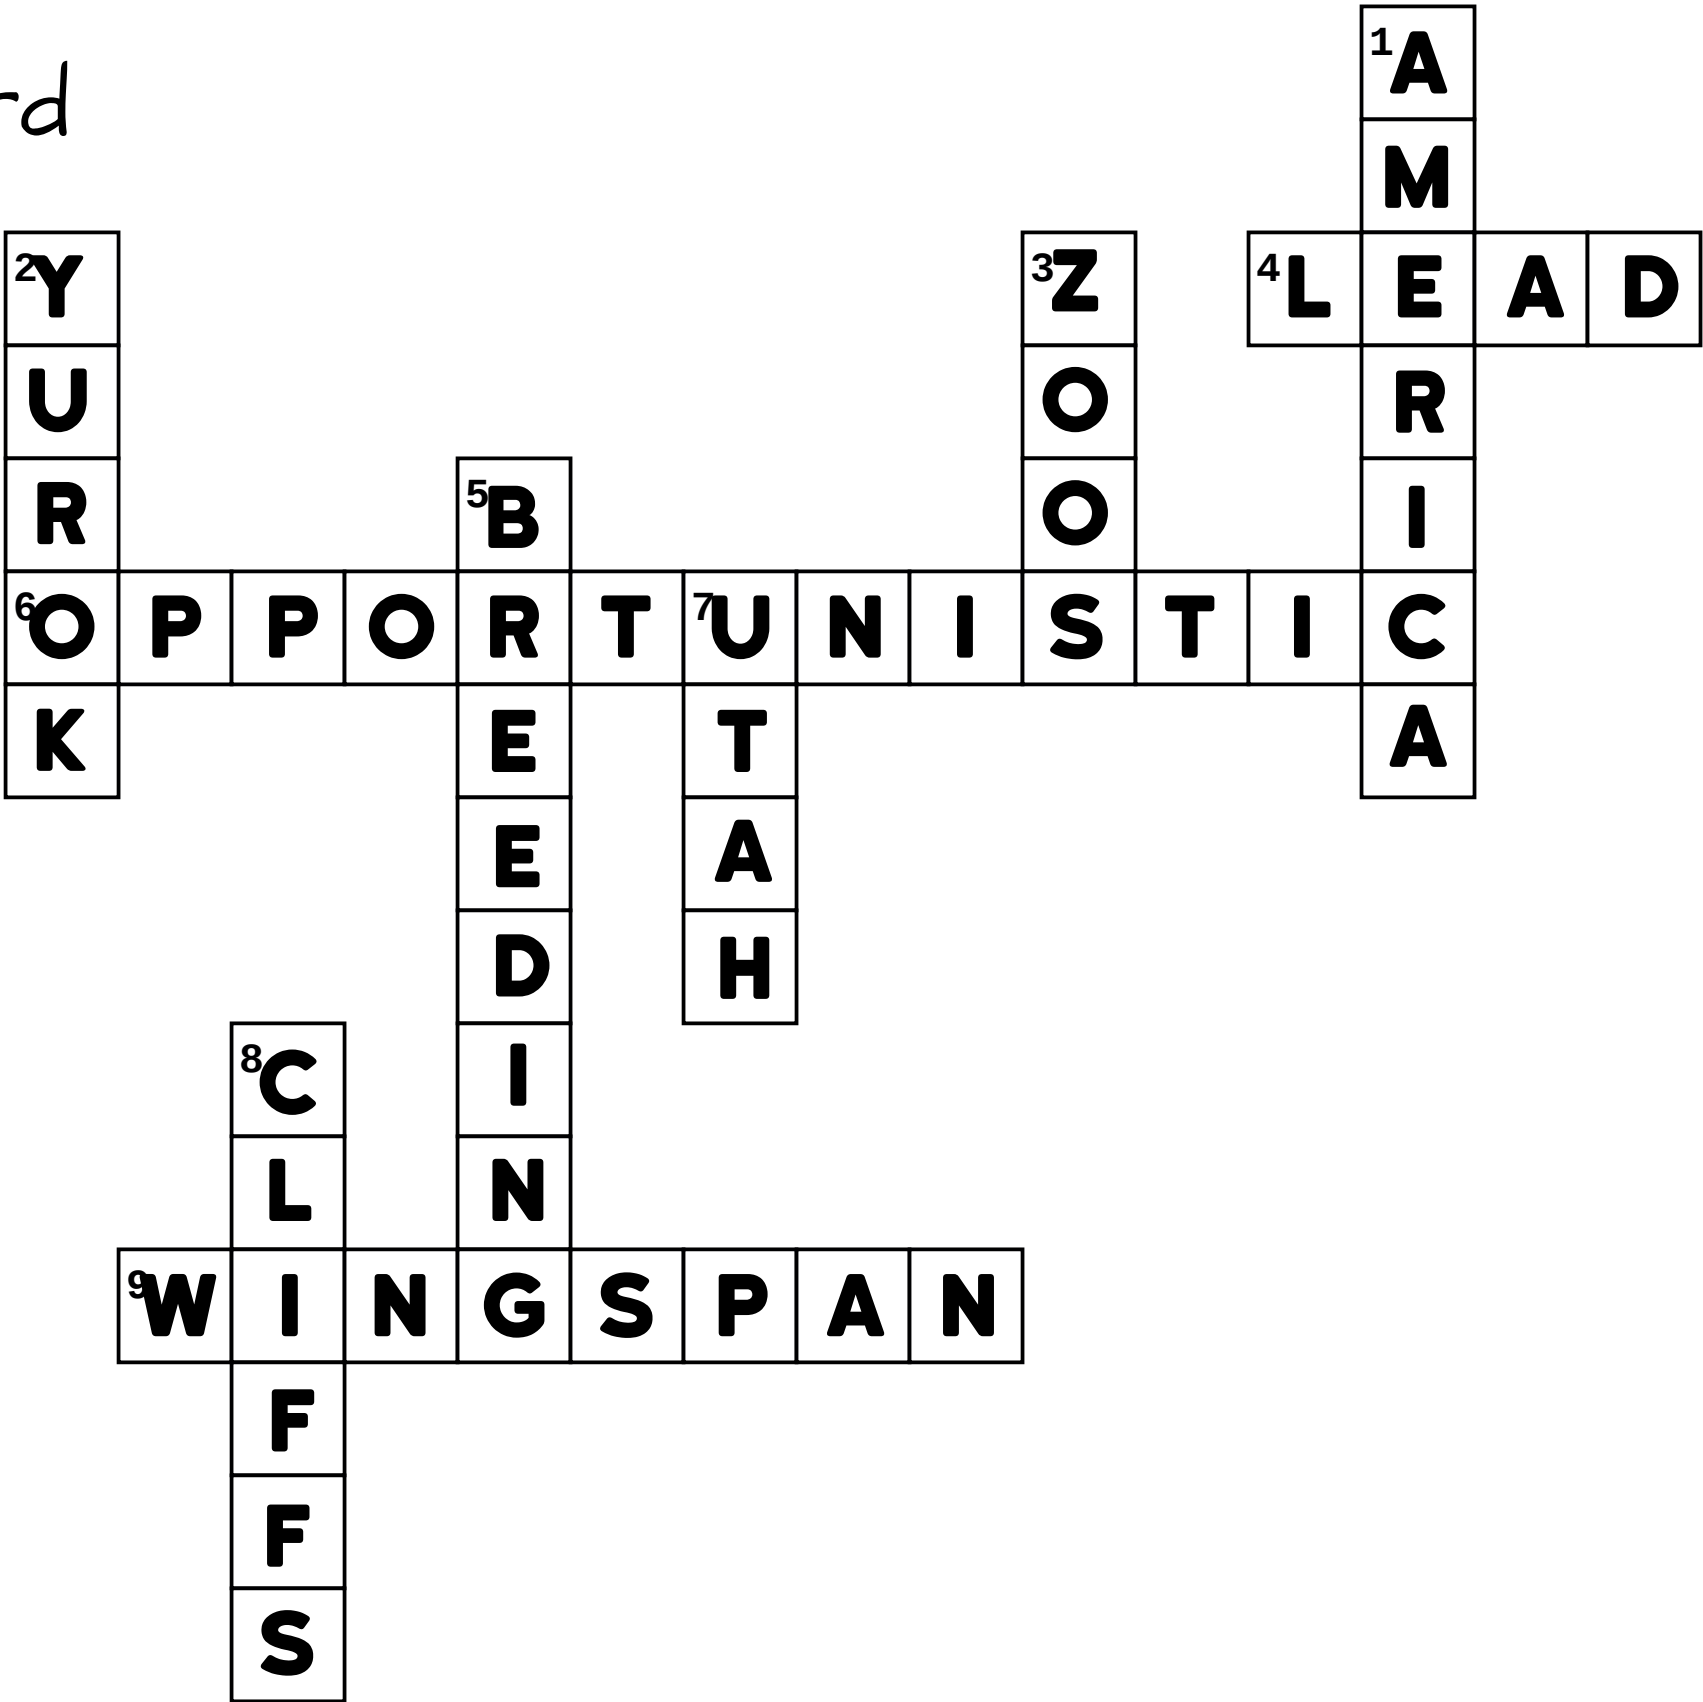 1 A
rd
M
2 Y 3 Z 4 L E A D
U O R
R 5 B O I
6 O P P O R T 7 U N I S T I C
K E T A
E A
D H
8 C I
L N
9 W I N G S P A N
F
F
S